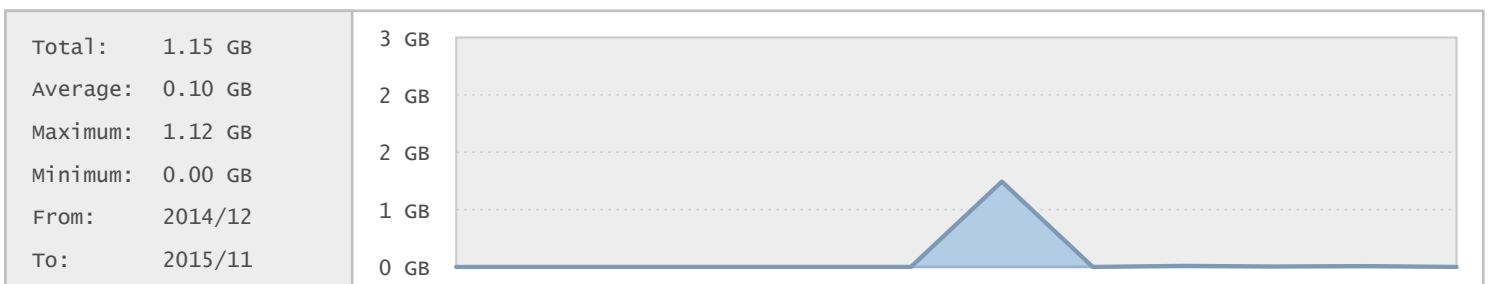 Total: 1.15 GB
Average: 0.10 GB
Maximum: 1.12 GB
Minimum: 0.00 GB
From: 2014/12
To: 2015/11
3 GB
2 GB
2 GB
1 GB
0 GB